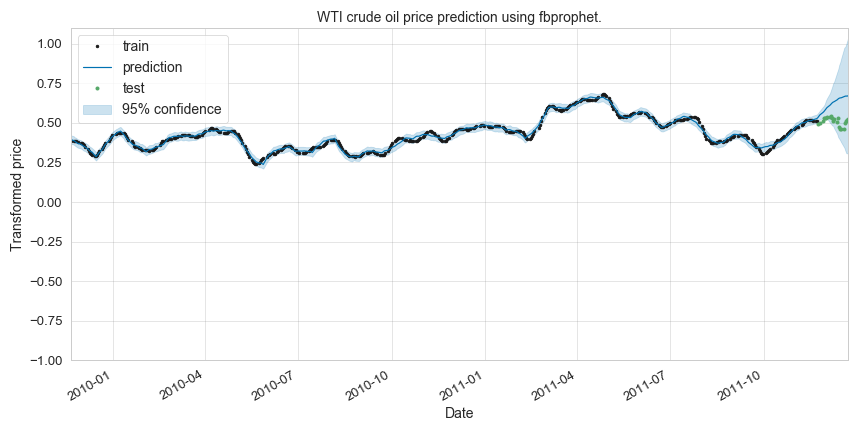 WTI crude oil price prediction using fbprophet.
train
prediction
test
95% confidence
Transformed price
1.00
0.75
0.50
0.25
0.00
−0.25
−0.50
−0.75
−1.00
2010-01
2010-04
2010-07
2010-10
2011-01
2011-04
2011-07
2011-10
Date